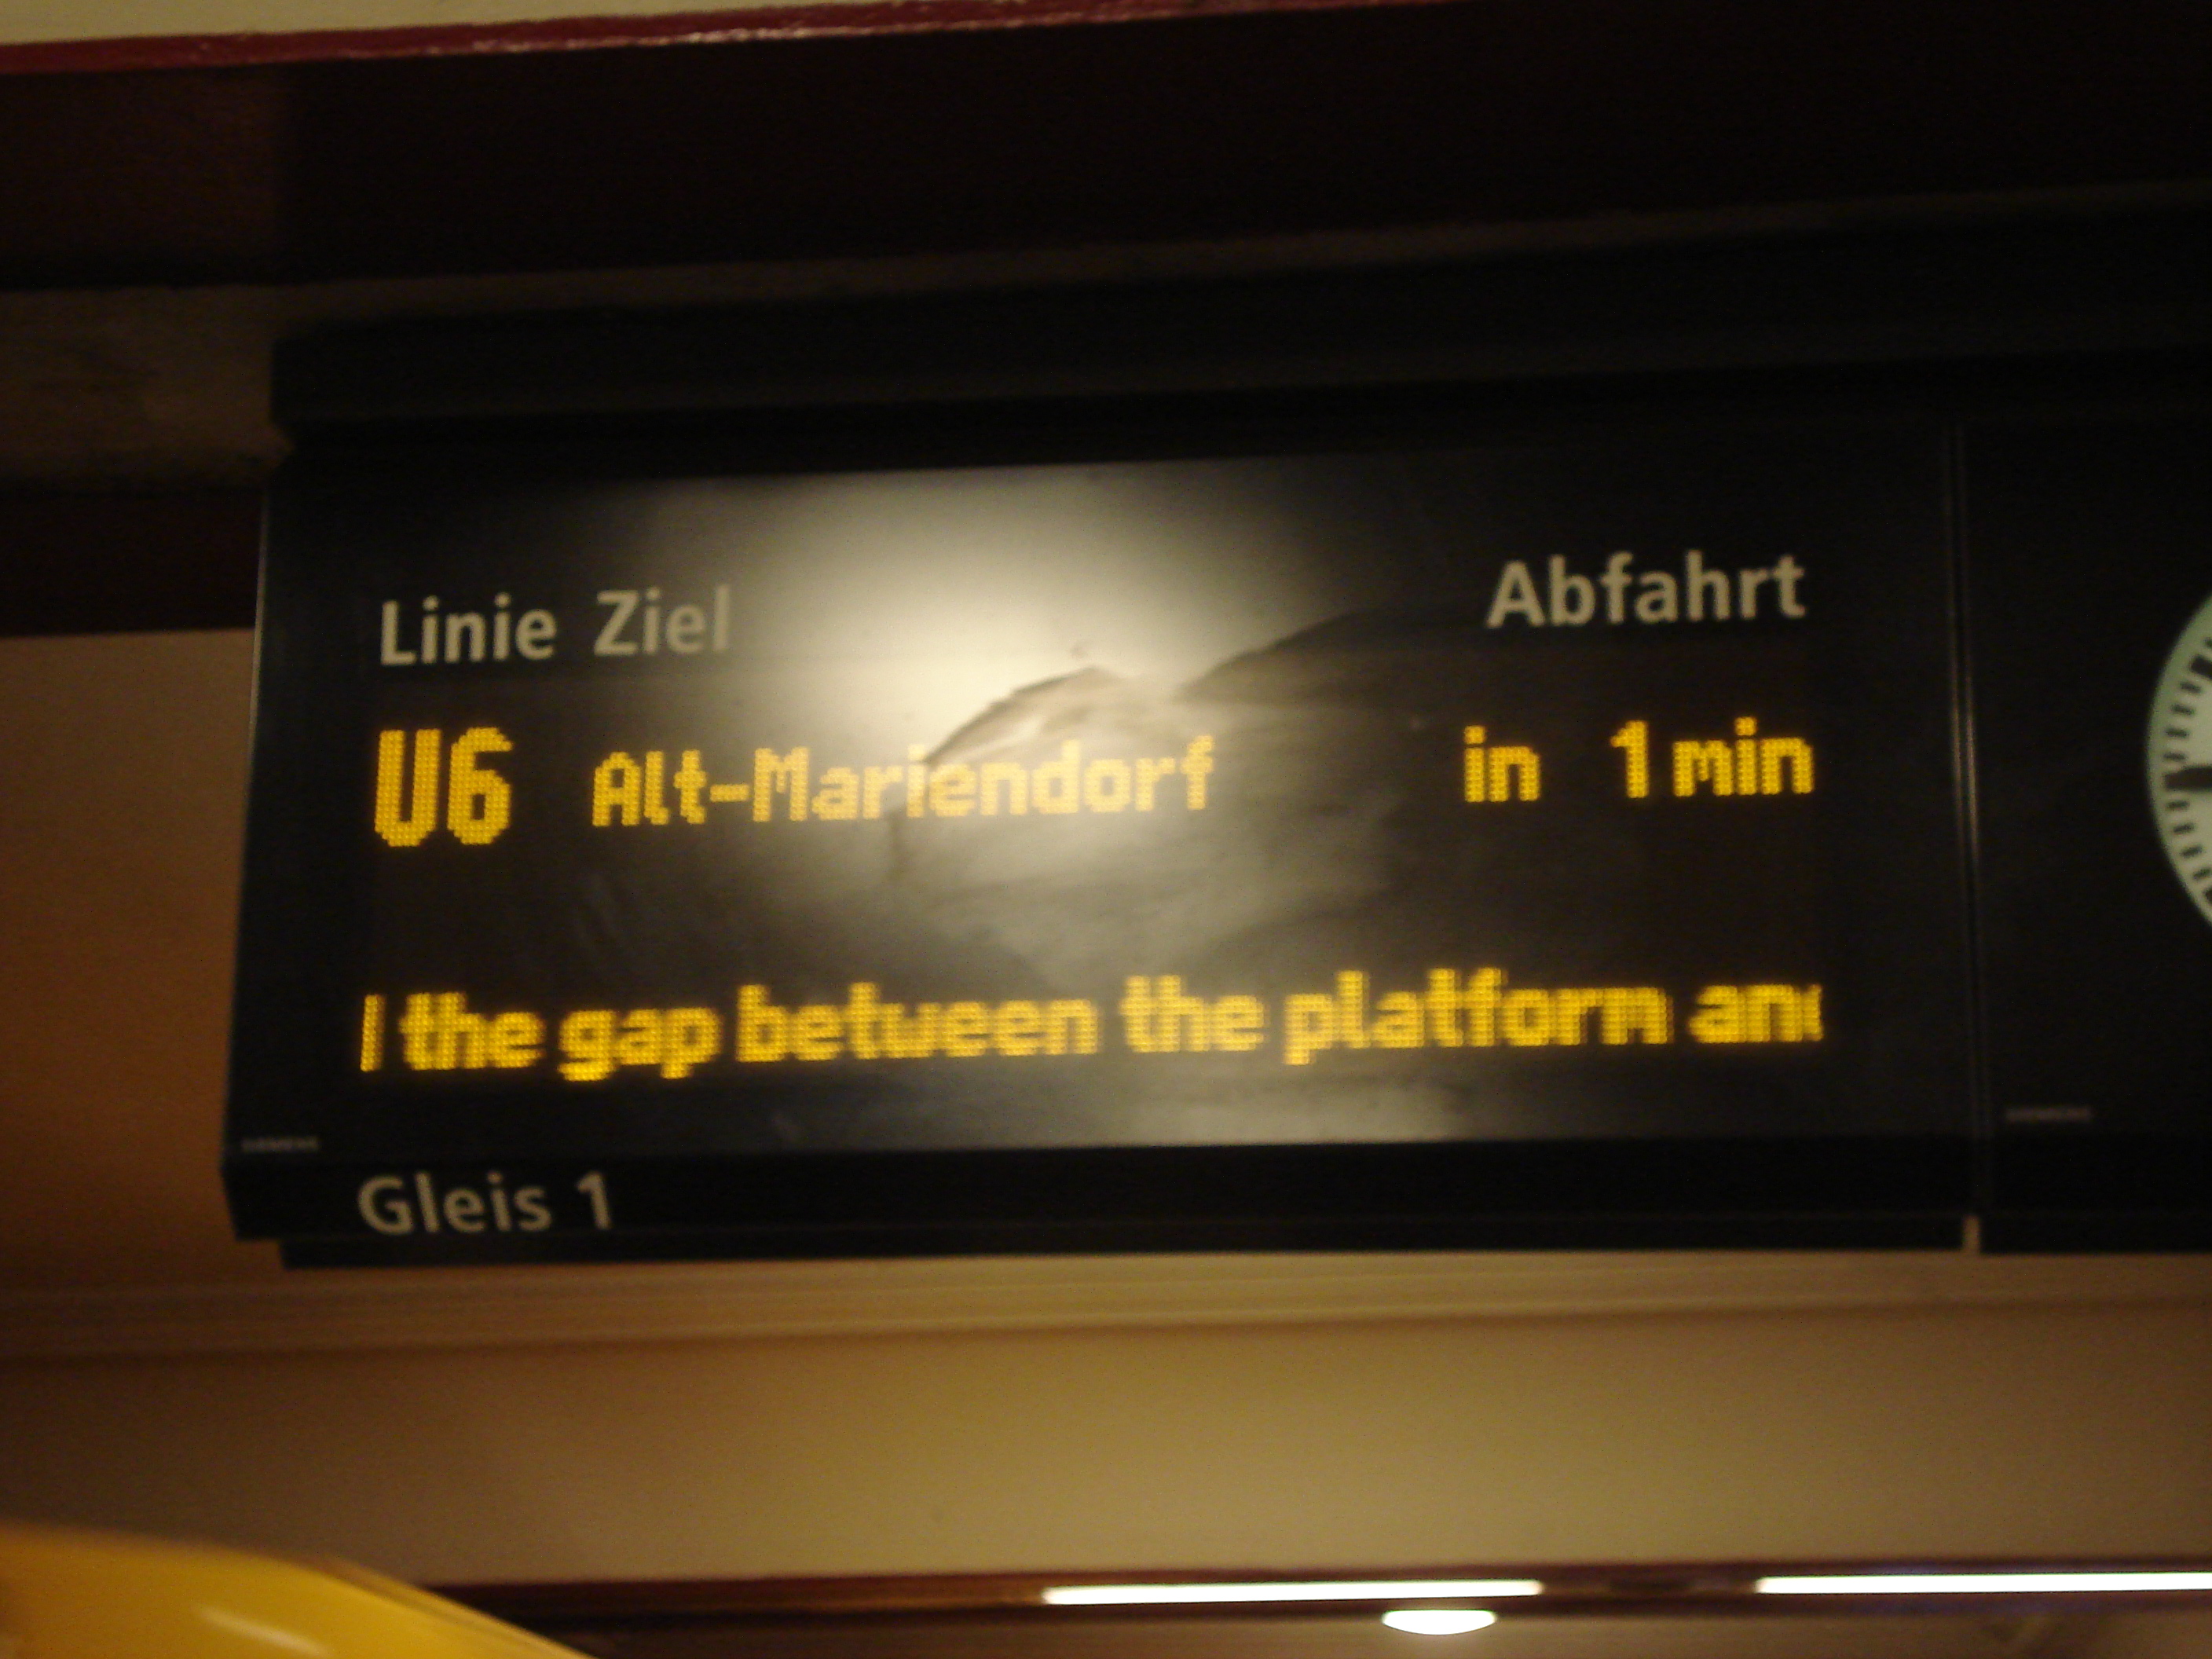 Linie Ziel Abfahrt
U6 Alt-Mariendorf in 1 min
the gap between the platform
Gleis 1